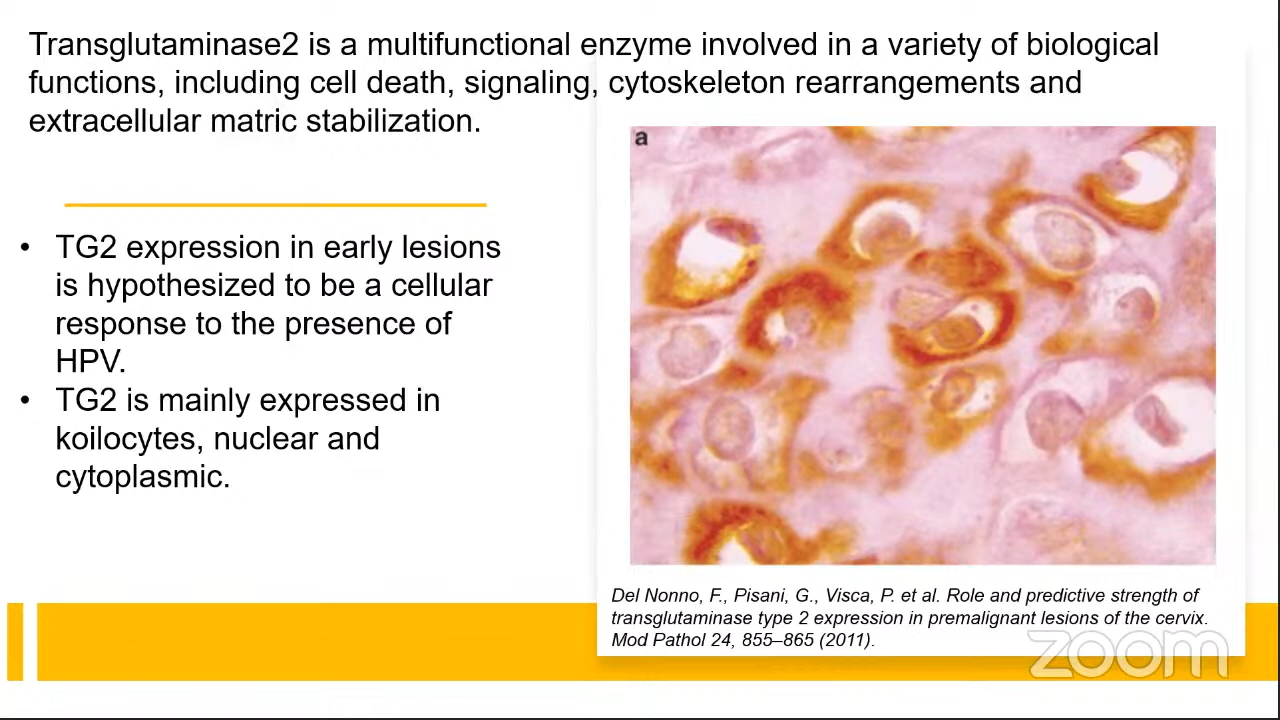 Transglutaminase2 is a multifunctional enzyme involved in a variety of biological
functions, including cell death, signaling, cytoskeleton rearrangements and
extracellular matric stabilization.
• TG2 expression in early lesions
is hypothesized to be a cellular
response to the presence of
HPV.
• TG2 is mainly expressed in
koilocytes, nuclear and
cytoplasmic.
a
Del Nonno, F., Pisani, G., Visca, P. et al. Role and predictive strength of
transglutaminase type 2 expression in premalignant lesions of the cervix.
Mod Pathol 24, 855–865 (2011).
zoom